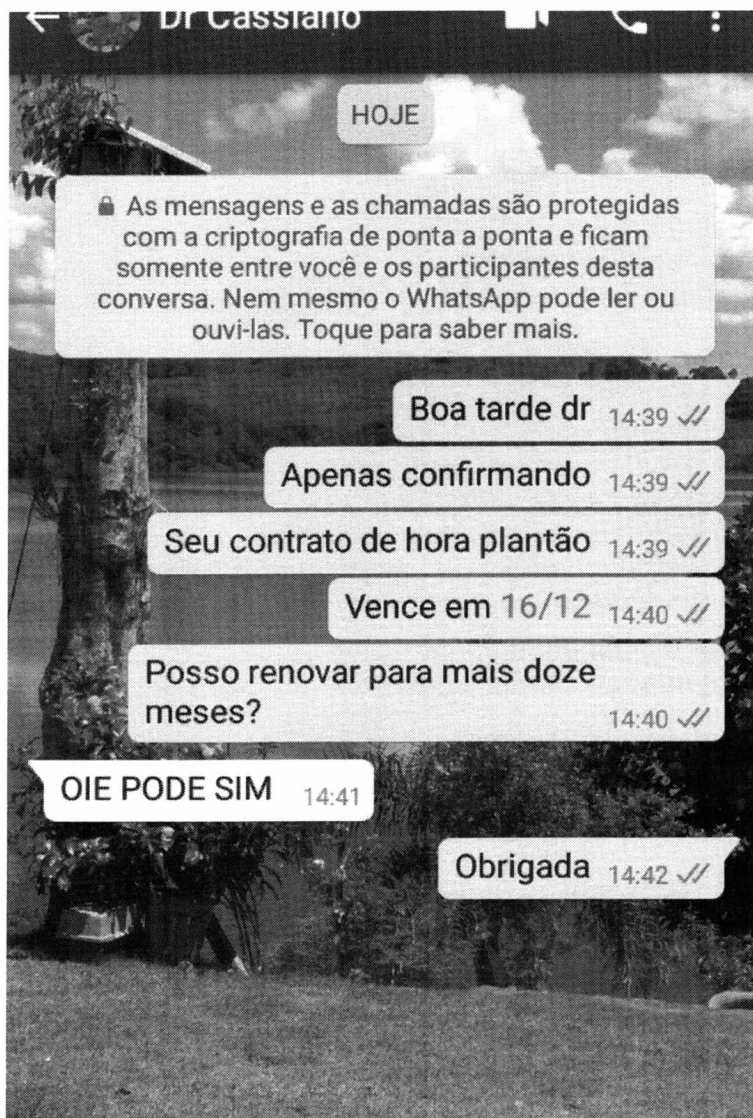 Dr Cassiano
HOJE
As mensagens e as chamadas são protegidas
com a criptografia de ponta a ponta e ficam
somente entre você e os participantes desta
conversa. Nem mesmo o WhatsApp pode ler ou
ouvi-las. Toque para saber mais.
Boa tarde dr 14:39
Apenas confirmando 14:39
Seu contrato de hora plantão 14:39
Vence em 16/12 14:40
Posso renovar para mais doze
meses? 14:40
OIE PODE SIM 14:41
Obrigada 14:42